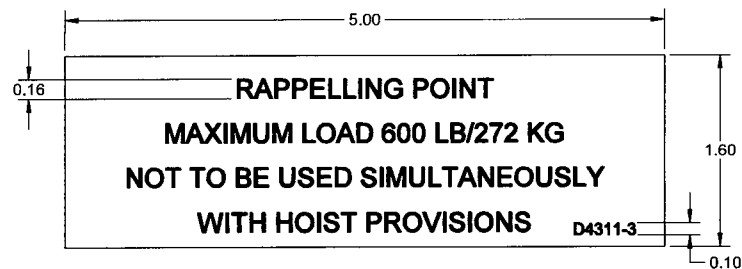 5.00
0.16
RAPPELLING POINT
MAXIMUM LOAD 600 LB/272 KG
1.60
NOT TO BE USED SIMULTANEOUSLY
WITH HOIST PROVISIONS
D4311-3
0.10